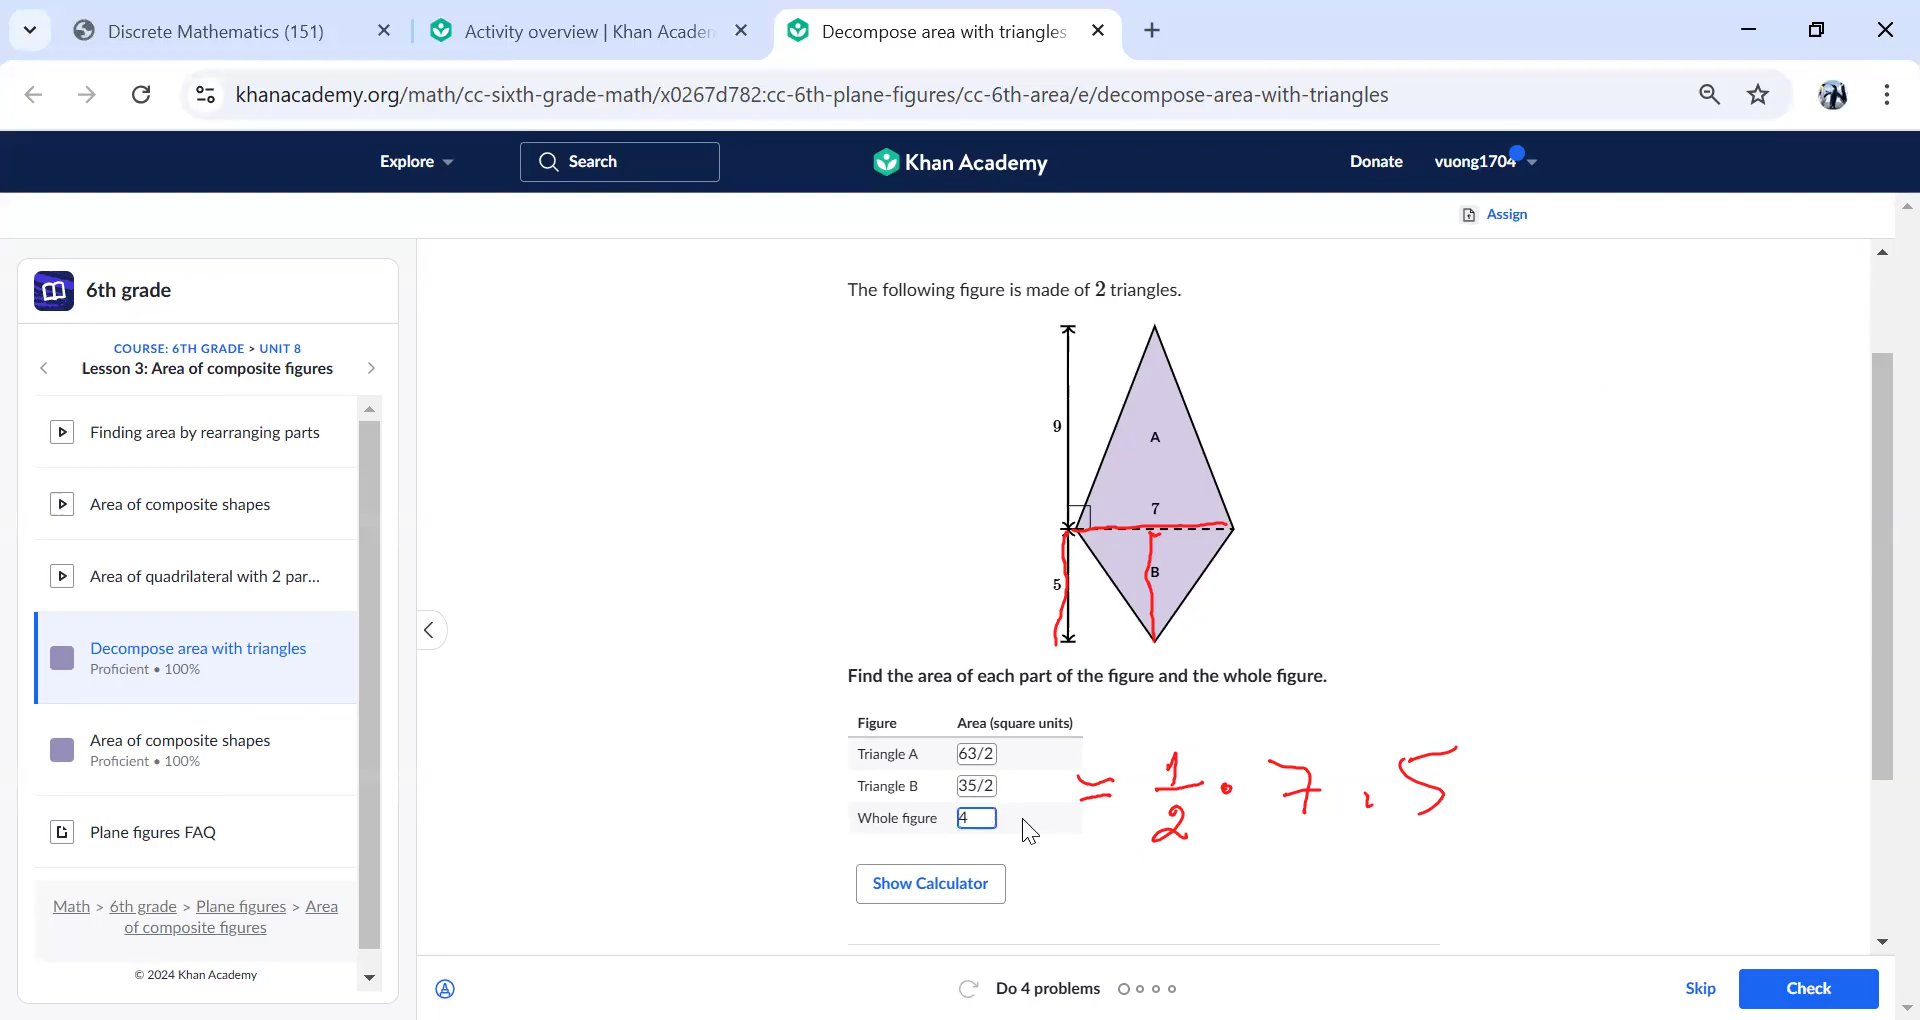 Discrete Mathematics (151)
Activity overview | Khan Acaden
Decompose area with triangles
khanacademy.org/math/cc-sixth-grade-math/x0267d782:cc-6th-plane-figures/cc-6th-area/e/decompose-area-with-triangles
Explore
Search
Khan Academy
Donate
vuong1704
Assign
6th grade
COURSE: 6TH GRADE > UNIT 8
Lesson 3: Area of composite figures
Finding area by rearranging parts
Area of composite shapes
Area of quadrilateral with 2 par...
Decompose area with triangles
Proficient • 100%
Area of composite shapes
Proficient • 100%
Plane figures FAQ
Math > 6th grade > Plane figures > Area
of composite figures
© 2024 Khan Academy
The following figure is made of 2 triangles.
9
A
7
B
5
Find the area of each part of the figure and the whole figure.
Figure Area (square units)
Triangle A 63/2
Triangle B 35/2 = 1/2 . 7 . 5
Whole figure 4
Show Calculator
Do 4 problems
Skip
Check